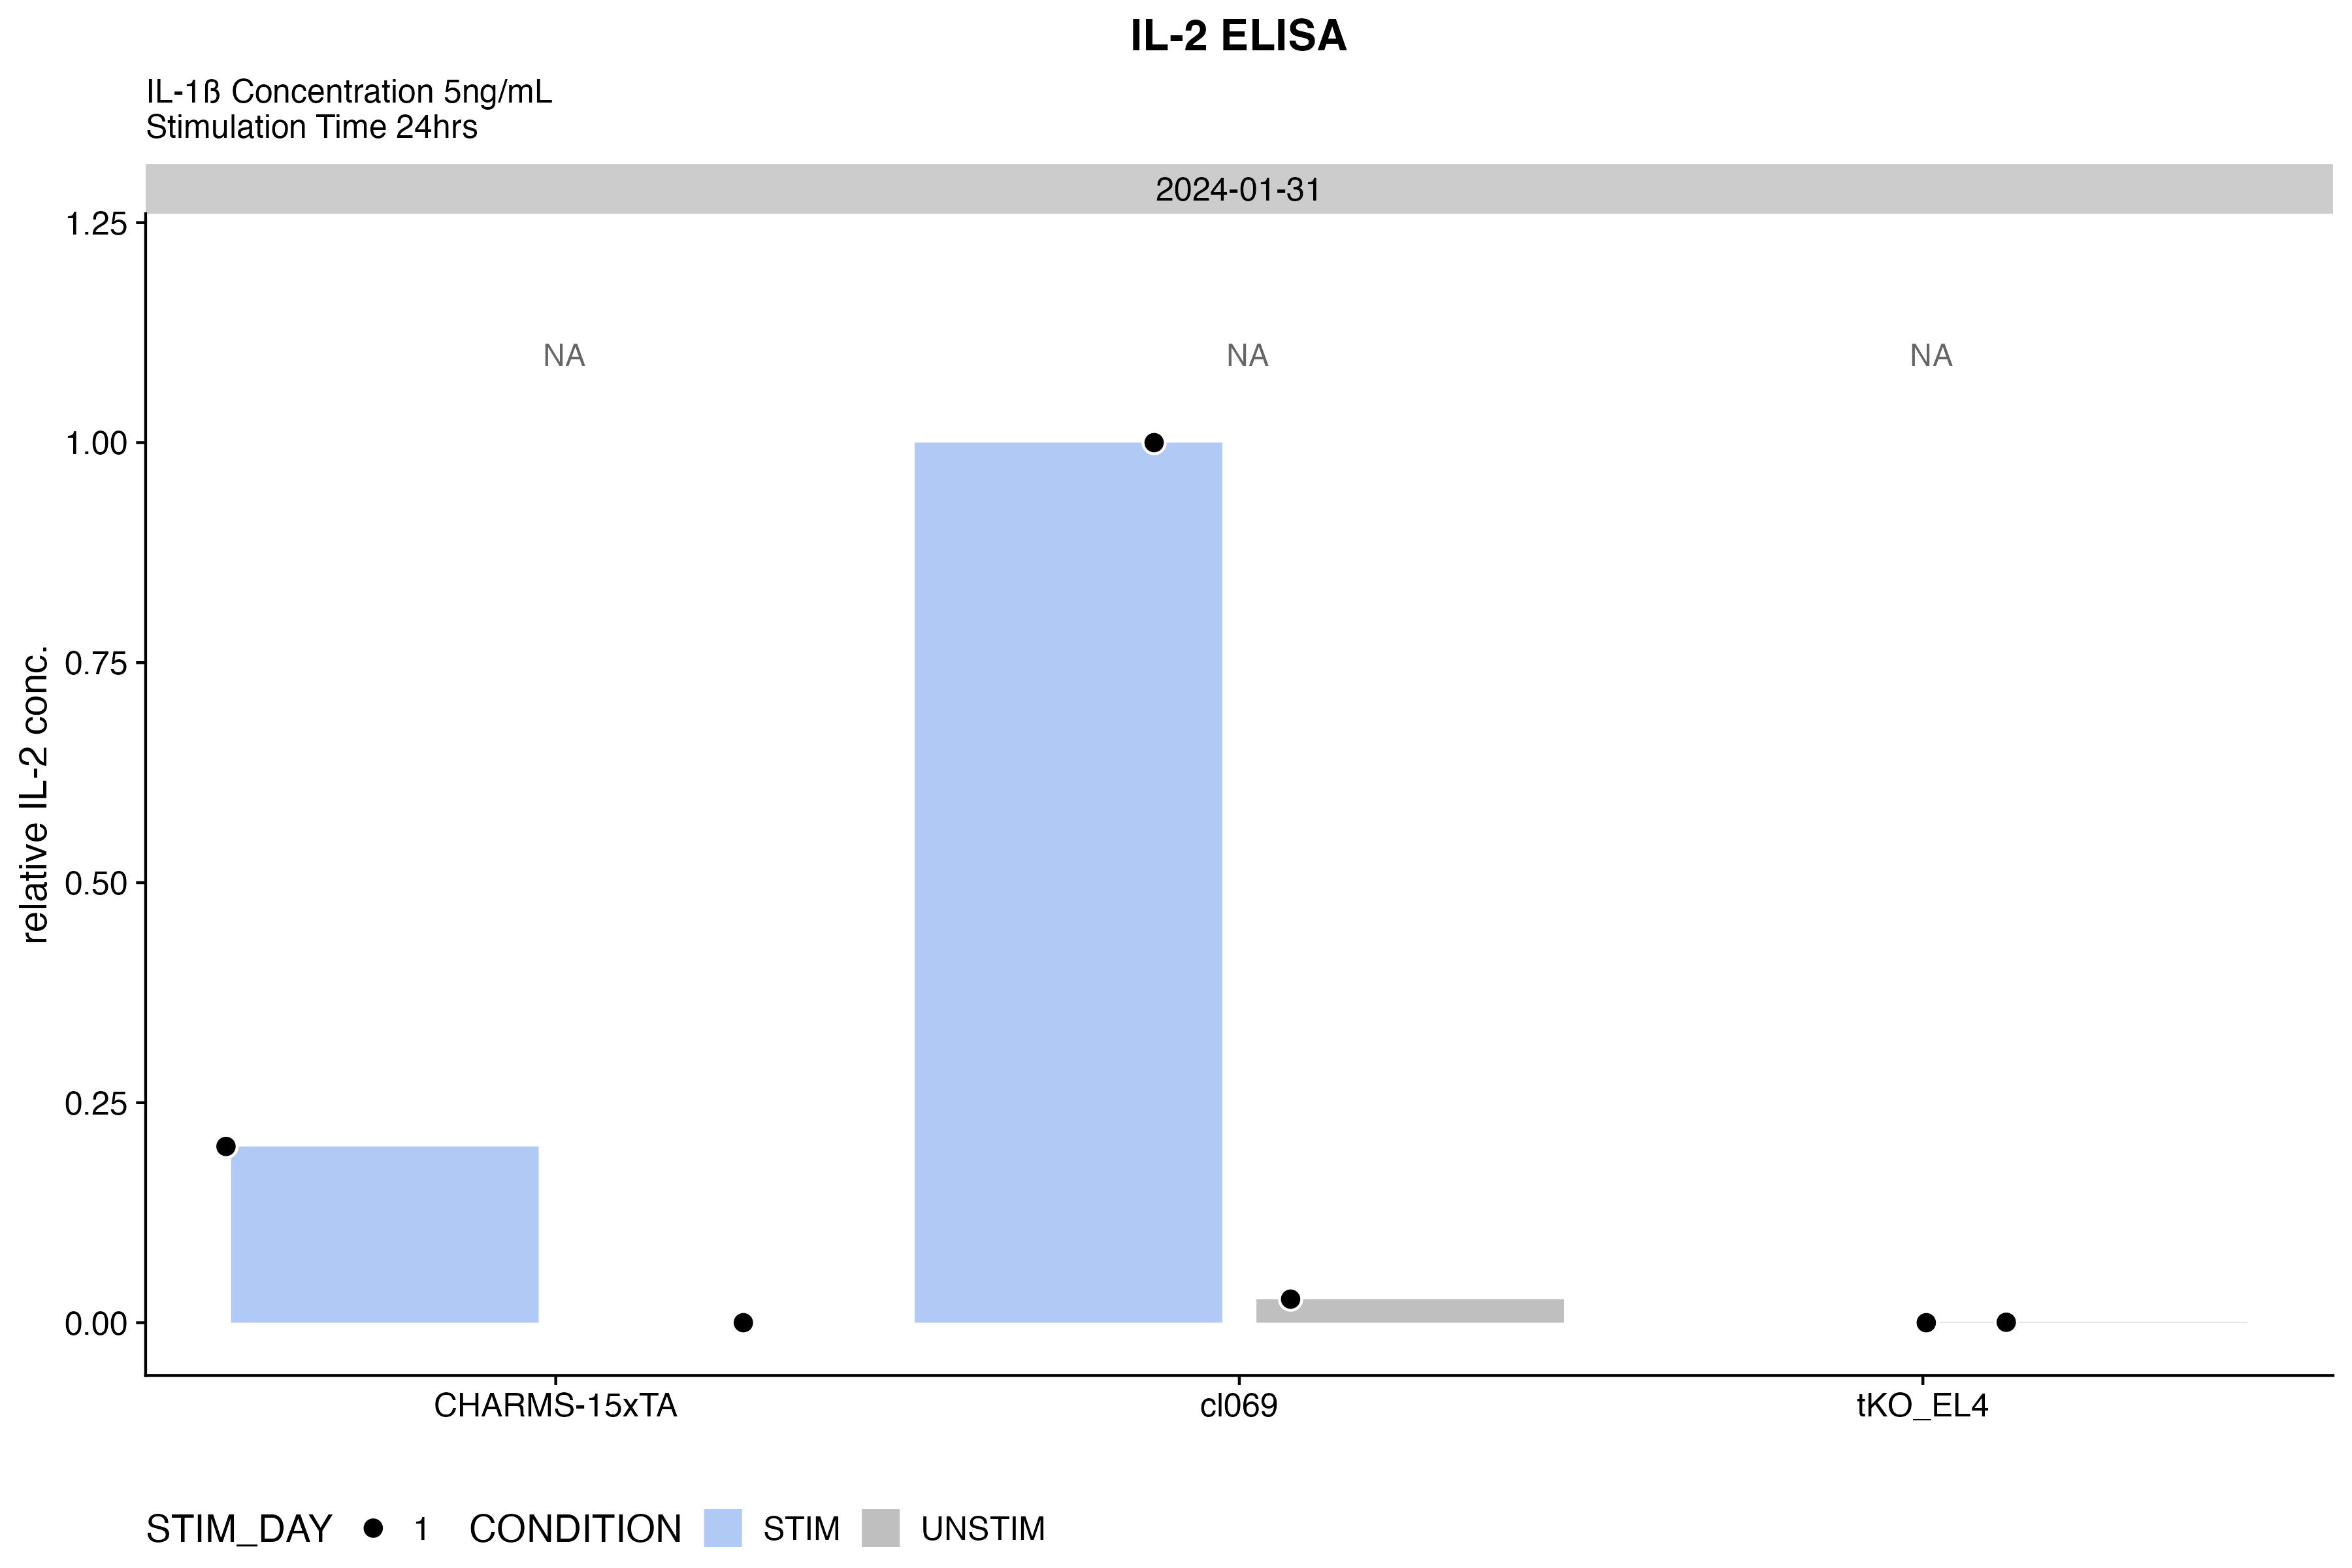 IL-2 ELISA
IL-1ß Concentration 5ng/mL
Stimulation Time 24hrs
2024-01-31
1.25
1.00
0.75
0.50
0.25
0.00
relative IL-2 conc.
NA NA NA
CHARMS-15xTA cl069 tKO_EL4
STIM_DAY 1 CONDITION STIM UNSTIM